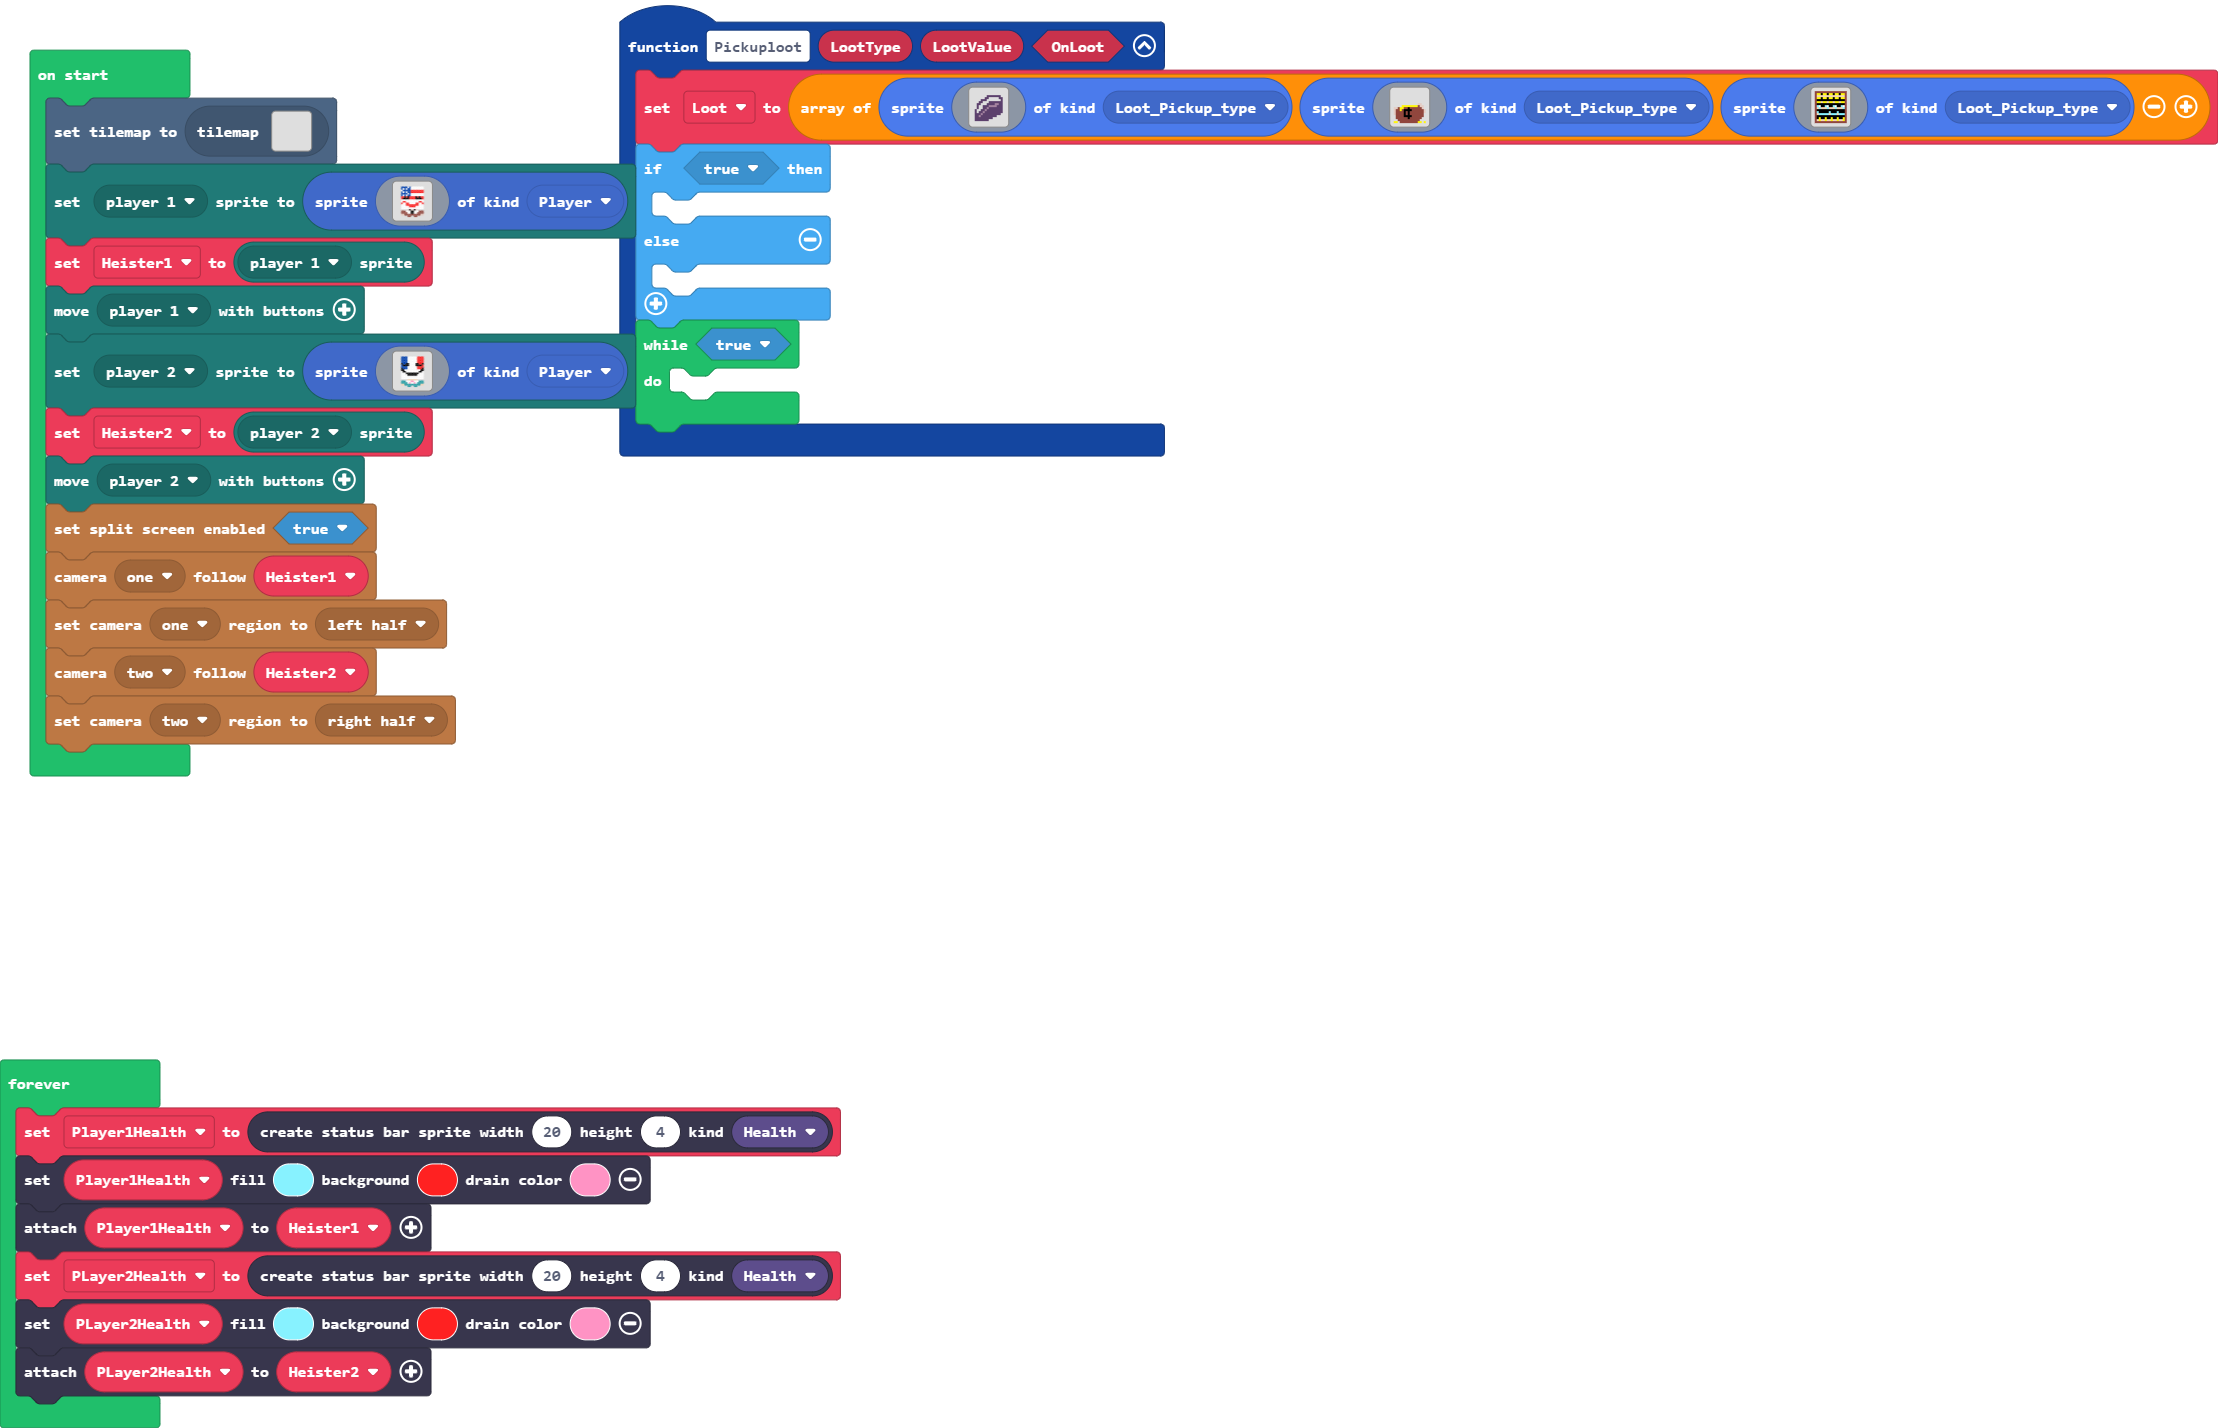 on start
set tilemap to tilemap
set player 1 sprite to sprite of kind Player
set Heister1 to player 1 sprite
move player 1 with buttons
set player 2 sprite to sprite of kind Player
set Heister2 to player 2 sprite
move player 2 with buttons
set split screen enabled true
camera one follow Heister1
set camera one region to left half
camera two follow Heister2
set camera two region to right half
function Pickuploot LootType LootValue OnLoot
set Loot to array of sprite of kind Loot_Pickup_type sprite of kind Loot_Pickup_type sprite of kind Loot_Pickup_type
if true then
else
while true
do
forever
set Player1Health to create status bar sprite width 20 height 4 kind Health
set Player1Health fill background drain color
attach Player1Health to Heister1
set PLayer2Health to create status bar sprite width 20 height 4 kind Health
set PLayer2Health fill background drain color
attach PLayer2Health to Heister2